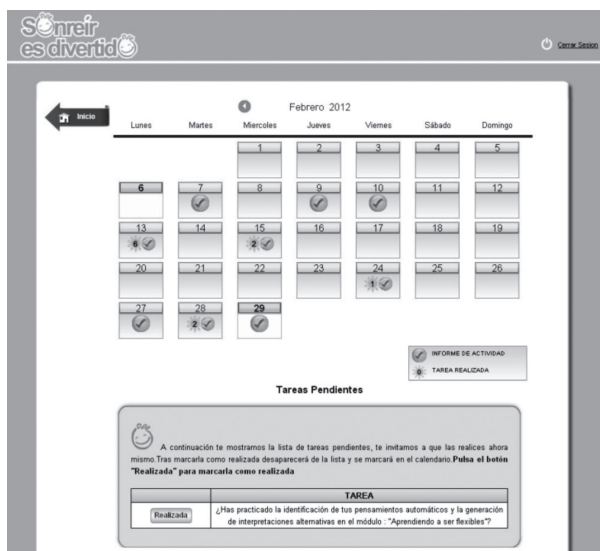 Sonreír
es divertido
Cerrar Sesion
Inicio
Febrero 2012
Lunes Martes Miercoles Jueves Viernes Sábado Domingo
1 2 3 4 5
6 7 8 9 10 11 12
13 14 15 16 17 18 19
6 2
20 21 22 23 24 25 26
1
27 28 29
2
INFORME DE ACTIVIDAD
0 TAREA REALIZADA
Tareas Pendientes
A continuación te mostramos la lista de tareas pendientes, te invitamos a que las realices ahora
mismo.Tras marcarla como realizada desaparecerá de la lista y se marcará en el calendario.Pulsa el botón
"Realizada" para marcarla como realizada
TAREA
Realizada ¿Has practicado la identificación de tus pensamientos automáticos y la generación
de interpretaciones alternativas en el módulo : "Aprendiendo a ser flexibles"?